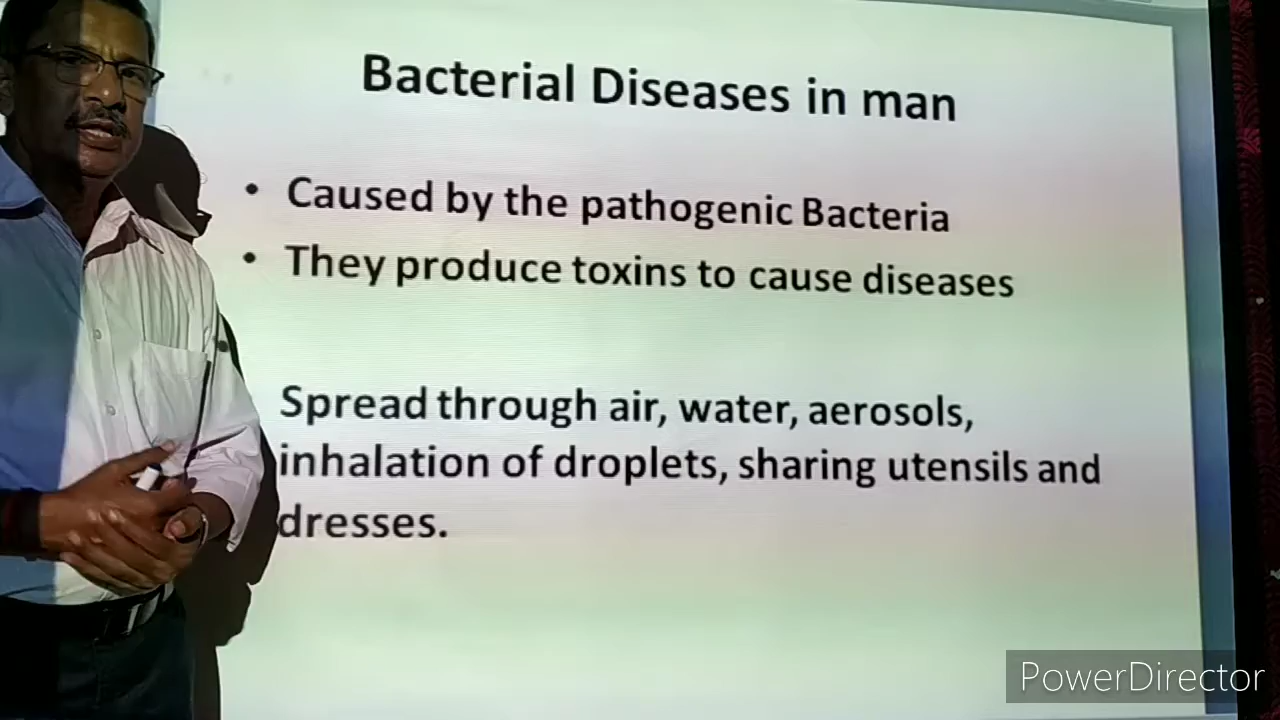 Bacterial Diseases in man
• Caused by the pathogenic Bacteria
• They produce toxins to cause diseases
Spread through air, water, aerosols,
inhalation of droplets, sharing utensils and
dresses.
PowerDirector